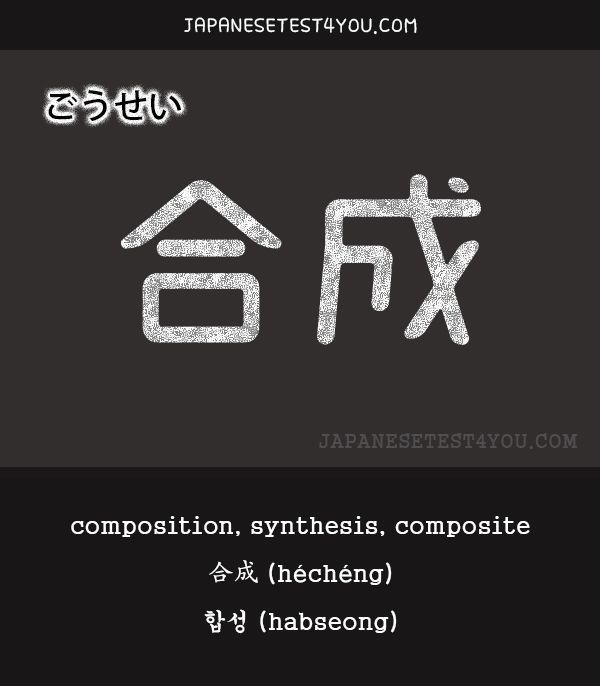 JAPANESETEST4YOU.COM
ごうせい
合成
JAPANESETEST4YOU.COM
composition, synthesis, composite
合成 (héchéng)
합성 (habseong)